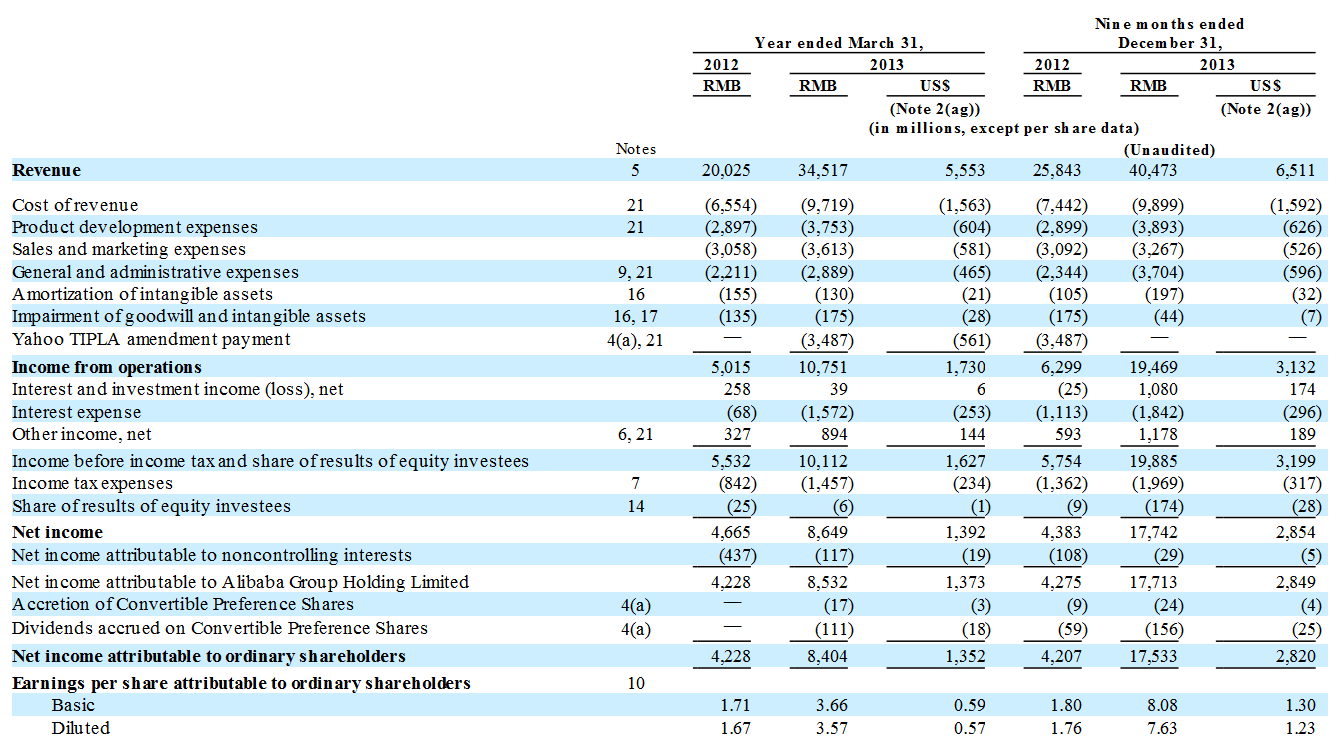 Nine months ended
Year ended March 31, December 31,
2012 2013 2012 2013
RMB RMB US$ RMB RMB US$
(Note 2(ag)) (Note 2(ag))
(in millions, except per share data)
Notes (Unaudited)
Revenue 5 20,025 34,517 5,553 25,843 40,473 6,511
Cost of revenue 21 (6,554) (9,719) (1,563) (7,442) (9,899) (1,592)
Product development expenses 21 (2,897) (3,753) (604) (2,899) (3,893) (626)
Sales and marketing expenses (3,058) (3,613) (581) (3,092) (3,267) (526)
General and administrative expenses 9, 21 (2,211) (2,889) (465) (2,344) (3,704) (596)
Amortization of intangible assets 16 (155) (130) (21) (105) (197) (32)
Impairment of goodwill and intangible assets 16, 17 (135) (175) (28) (175) (44) (7)
Yahoo TIPLA amendment payment 4(a), 21 — (3,487) (561) (3,487) — —
Income from operations 5,015 10,751 1,730 6,299 19,469 3,132
Interest and investment income (loss), net 258 39 6 (25) 1,080 174
Interest expense (68) (1,572) (253) (1,113) (1,842) (296)
Other income, net 6, 21 327 894 144 593 1,178 189
Income before income tax and share of results of equity investees 5,532 10,112 1,627 5,754 19,885 3,199
Income tax expenses 7 (842) (1,457) (234) (1,362) (1,969) (317)
Share of results of equity investees 14 (25) (6) (1) (9) (174) (28)
Net income 4,665 8,649 1,392 4,383 17,742 2,854
Net income attributable to noncontrolling interests (437) (117) (19) (108) (29) (5)
Net income attributable to Alibaba Group Holding Limited 4,228 8,532 1,373 4,275 17,713 2,849
Accretion of Convertible Preference Shares 4(a) — (17) (3) (9) (24) (4)
Dividends accrued on Convertible Preference Shares 4(a) — (111) (18) (59) (156) (25)
Net income attributable to ordinary shareholders 4,228 8,404 1,352 4,207 17,533 2,820
Earnings per share attributable to ordinary shareholders 10
Basic 1.71 3.66 0.59 1.80 8.08 1.30
Diluted 1.67 3.57 0.57 1.76 7.63 1.23